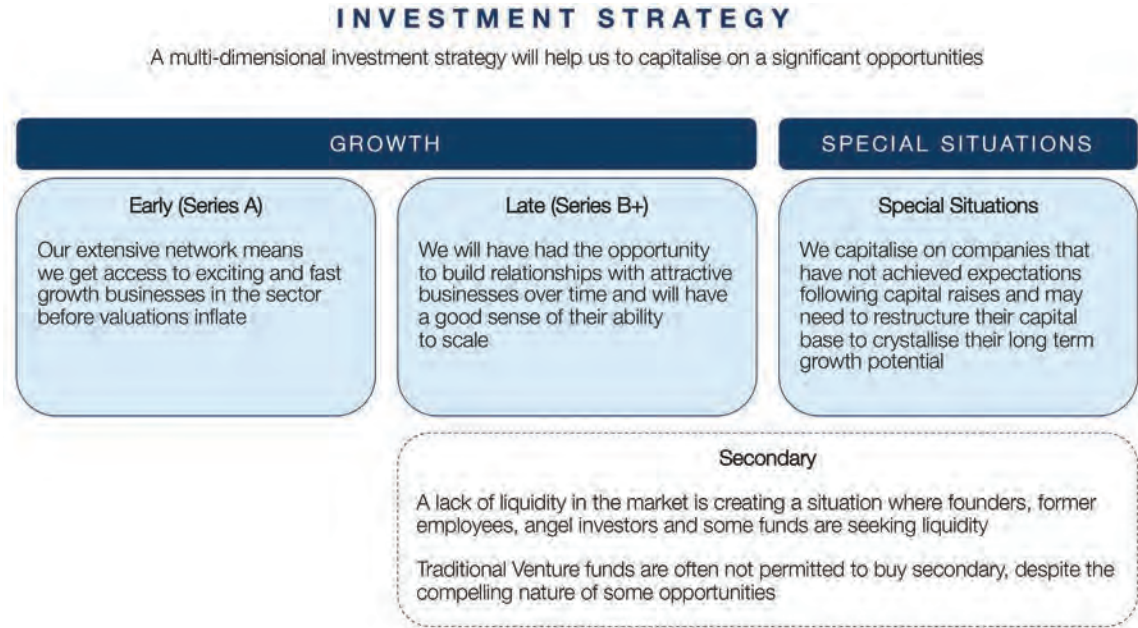 INVESTMENT STRATEGY
A multi-dimensional investment strategy will help us to capitalise on a significant opportunities
GROWTH
Early (Series A)
Our extensive network means
we get access to exciting and fast
growth businesses in the sector
before valuations inflate
Late (Series B+)
We will have had the opportunity
to build relationships with attractive
businesses over time and will have
a good sense of their ability
to scale
SPECIAL SITUATIONS
Special Situations
We capitalise on companies that
have not achieved expectations
following capital raises and may
need to restructure their capital
base to crystallise their long term
growth potential
Secondary
A lack of liquidity in the market is creating a situation where founders, former
employees, angel investors and some funds are seeking liquidity
Traditional Venture funds are often not permitted to buy secondary, despite the
compelling nature of some opportunities